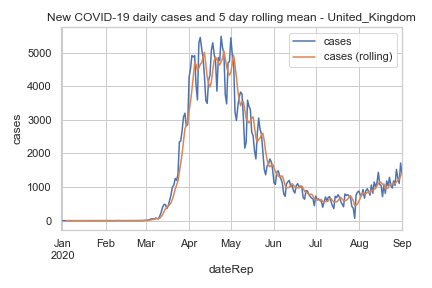 New COVID-19 daily cases and 5 day rolling mean - United_Kingdom
cases
cases (rolling)
5000
4000
3000
2000
1000
0
cases
Jan Feb Mar Apr May Jun Jul Aug Sep
2020
dateRep